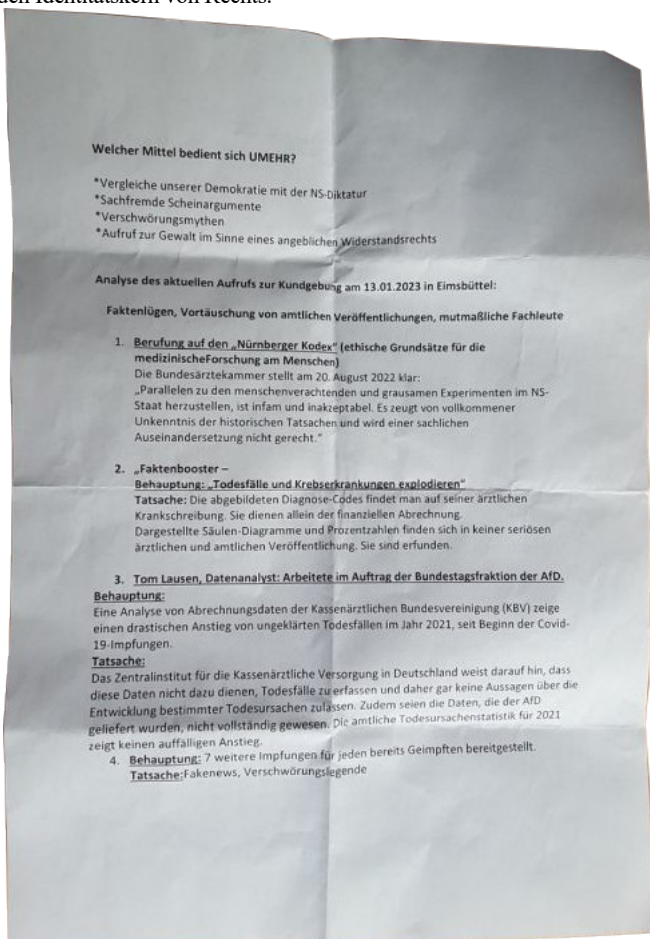 den Identitätskern von Rechts.
Welcher Mittel bedient sich UMEHR?
*Vergleiche unserer Demokratie mit der NS-Diktatur
*Sachfremde Scheinargumente
*Verschwörungsmythen
*Aufruf zur Gewalt im Sinne eines angeblichen Widerstandsrechts
Analyse des aktuellen Aufrufs zur Kundgebung am 13.01.2023 in Eimsbüttel:
Faktenlügen, Vortäuschung von amtlichen Veröffentlichungen, mutmaßliche Fachleute
1. Berufung auf den „Nürnberger Kodex" (ethische Grundsätze für die
medizinischeForschung am Menschen)
Die Bundesärztekammer stellt am 20. August 2022 klar:
„Parallelen zu den menschenverachtenden und grausamen Experimenten im NS-
Staat herzustellen, ist infam und inakzeptabel. Es zeugt von vollkommener
Unkenntnis der historischen Tatsachen und wird einer sachlichen
Auseinandersetzung nicht gerecht."
2. „Faktenbooster –
Behauptung: „Todesfälle und Krebserkrankungen explodieren"
Tatsache: Die abgebildeten Diagnose-Codes findet man auf seiner ärztlichen
Krankschreibung. Sie dienen allein der finanziellen Abrechnung.
Dargestellte Säulen-Diagramme und Prozentzahlen finden sich in keiner seriösen
ärztlichen und amtlichen Veröffentlichung. Sie sind erfunden.
3. Tom Lausen, Datenanalyst: Arbeitete im Auftrag der Bundestagsfraktion der AfD.
Behauptung:
Eine Analyse von Abrechnungsdaten der Kassenärztlichen Bundesvereinigung (KBV) zeige
einen drastischen Anstieg von ungeklärten Todesfällen im Jahr 2021, seit Beginn der Covid-
19-Impfungen.
Tatsache:
Das Zentralinstitut für die Kassenärztliche Versorgung in Deutschland weist darauf hin, dass
diese Daten nicht dazu dienen, Todesfälle zu erfassen und daher gar keine Aussagen über die
Entwicklung bestimmter Todesursachen zulassen. Zudem seien die Daten, die der AfD
geliefert wurden, nicht vollständig gewesen. Die amtliche Todesursachenstatistik für 2021
zeigt keinen auffälligen Anstieg.
4. Behauptung: 7 weitere Impfungen für jeden bereits Geimpften bereitgestellt.
Tatsache:Fakenews, Verschwörungslegende